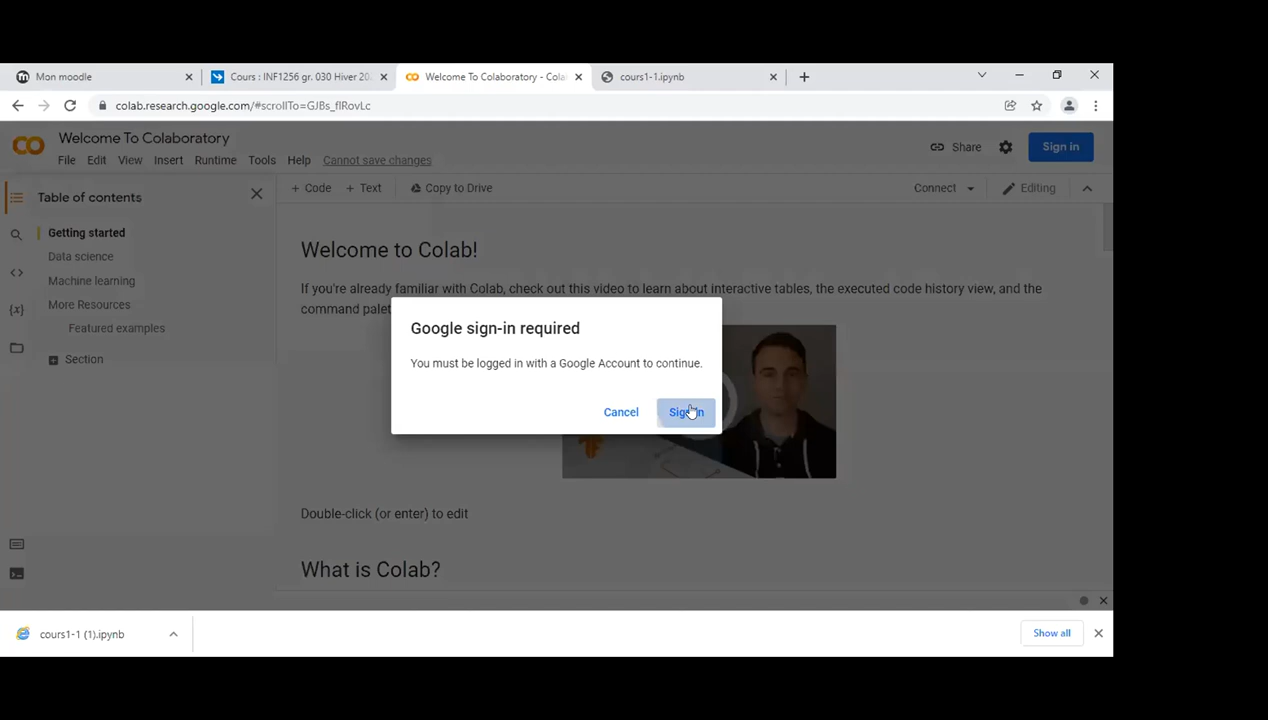 Mon moodle
Cours : INF1256 gr. 030 Hiver 20
Welcome To Colaboratory - Cola
cours1-1.ipynb
colab.research.google.com/#scrollTo=GJBs_flRovLc
Welcome To Colaboratory
File Edit View Insert Runtime Tools Help Cannot save changes
Share
Sign in
Table of contents
+ Code + Text Copy to Drive
Connect
Editing
Getting started
Data science
Machine learning
More Resources
Featured examples
Section
Welcome to Colab!
If you're already familiar with Colab, check out this video to learn about interactive tables, the executed code history view, and the
command palet
Google sign-in required
You must be logged in with a Google Account to continue.
Cancel
Sign in
Double-click (or enter) to edit
What is Colab?
cours1-1 (1).ipynb
Show all